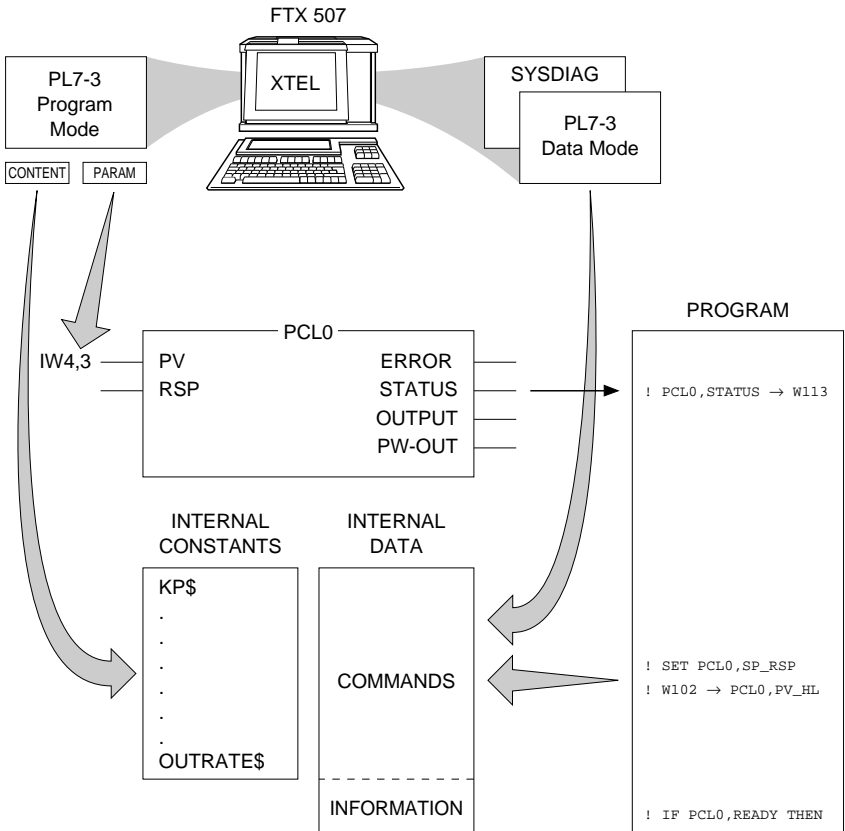 FTX 507
XTEL
PL7-3
Program
Mode
SYSDIAG
PL7-3
Data Mode
CONTENT
PARAM
PROGRAM
PCL0
IW4,3
PV
RSP
ERROR
STATUS
OUTPUT
PW-OUT
! PCL0,STATUS → W113
INTERNAL
CONSTANTS
INTERNAL
DATA
KP$
.
.
.
.
.
.
OUTRATE$
COMMANDS
INFORMATION
! SET PCL0,SP_RSP
! W102 → PCL0,PV_HL
! IF PCL0,READY THEN